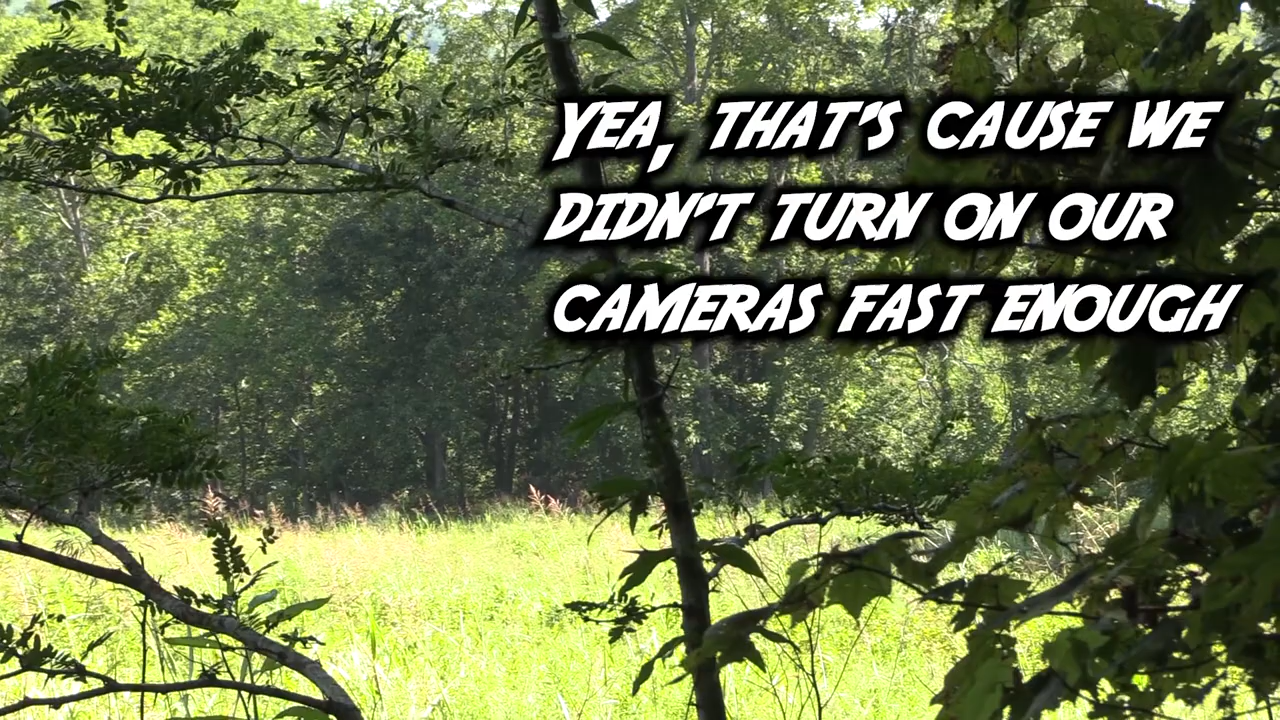 YEA, THAT'S CAUSE WE
DIDN'T TURN ON OUR
CAMERAS FAST ENOUGH